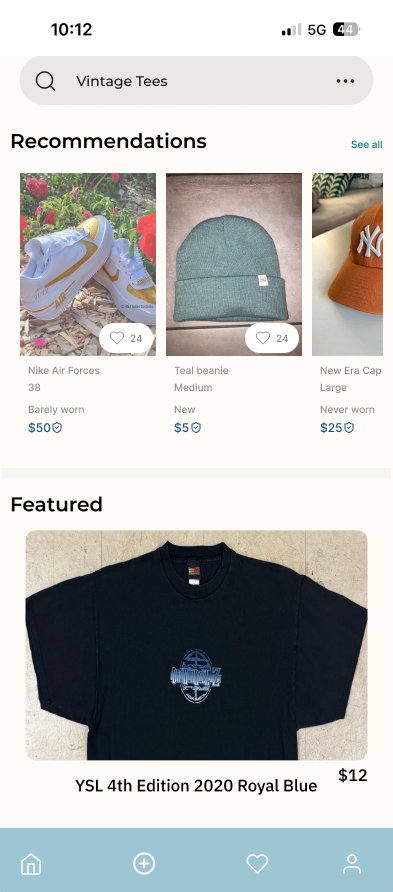 10:12
5G
44
Vintage Tees
Recommendations
See all
24
24
NY
Nike Air Forces
38
Barely worn
$50
Teal beanie
Medium
New
$5
New Era Cap
Large
Never worn
$25
Featured
$12
YSL 4th Edition 2020 Royal Blue